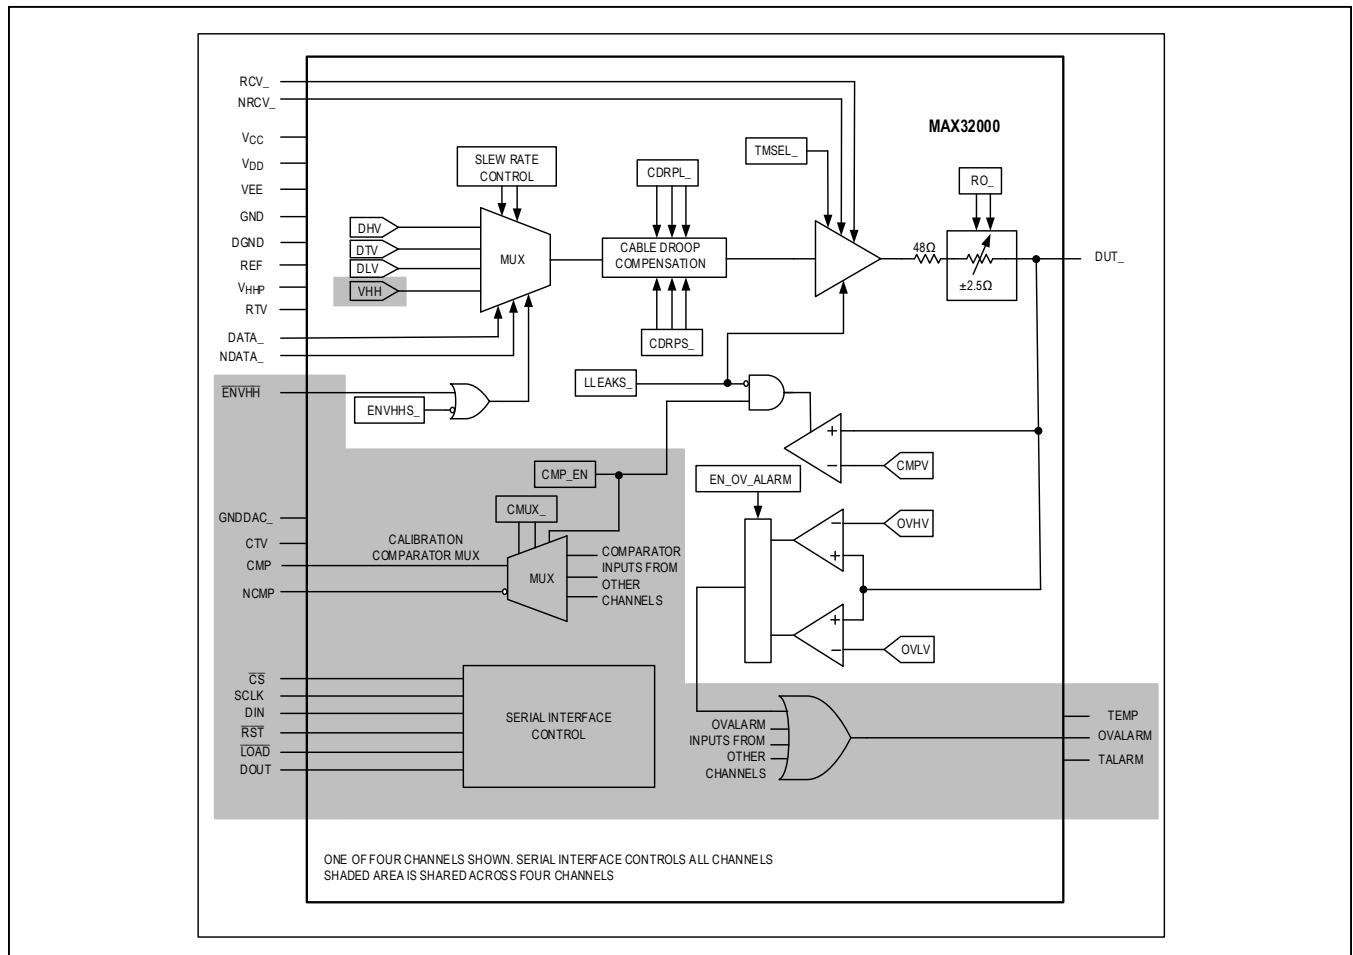 RCV_
NRCV_
VCC
VDD
VEE
GND
DGND
REF
VHHP
RTV
DATA_
NDATA_
ENVHH
GNDDAC_
CTV
CMP
NCMP
CS
SCLK
DIN
RST
LOAD
DOUT
MAX32000
SLEW RATE
CONTROL
DHV
DTV
DLV
VHH
MUX
CDRPL_
CABLE DROOP
COMPENSATION
CDRPS_
TMSEL_
RO_
48Ω
±2.5Ω
DUT_
ENVHHS_
LLEAKS_
CMPV
CMP_EN
EN_OV_ALARM
CMUX_
CALIBRATION
COMPARATOR MUX
MUX
COMPARATOR
INPUTS FROM
OTHER
CHANNELS
OVHV
OVLV
SERIAL INTERFACE
CONTROL
OVALARM
INPUTS FROM
OTHER
CHANNELS
TEMP
OVALARM
TALARM
ONE OF FOUR CHANNELS SHOWN. SERIAL INTERFACE CONTROLS ALL CHANNELS
SHADED AREA IS SHARED ACROSS FOUR CHANNELS
+
−
−
+
+
−